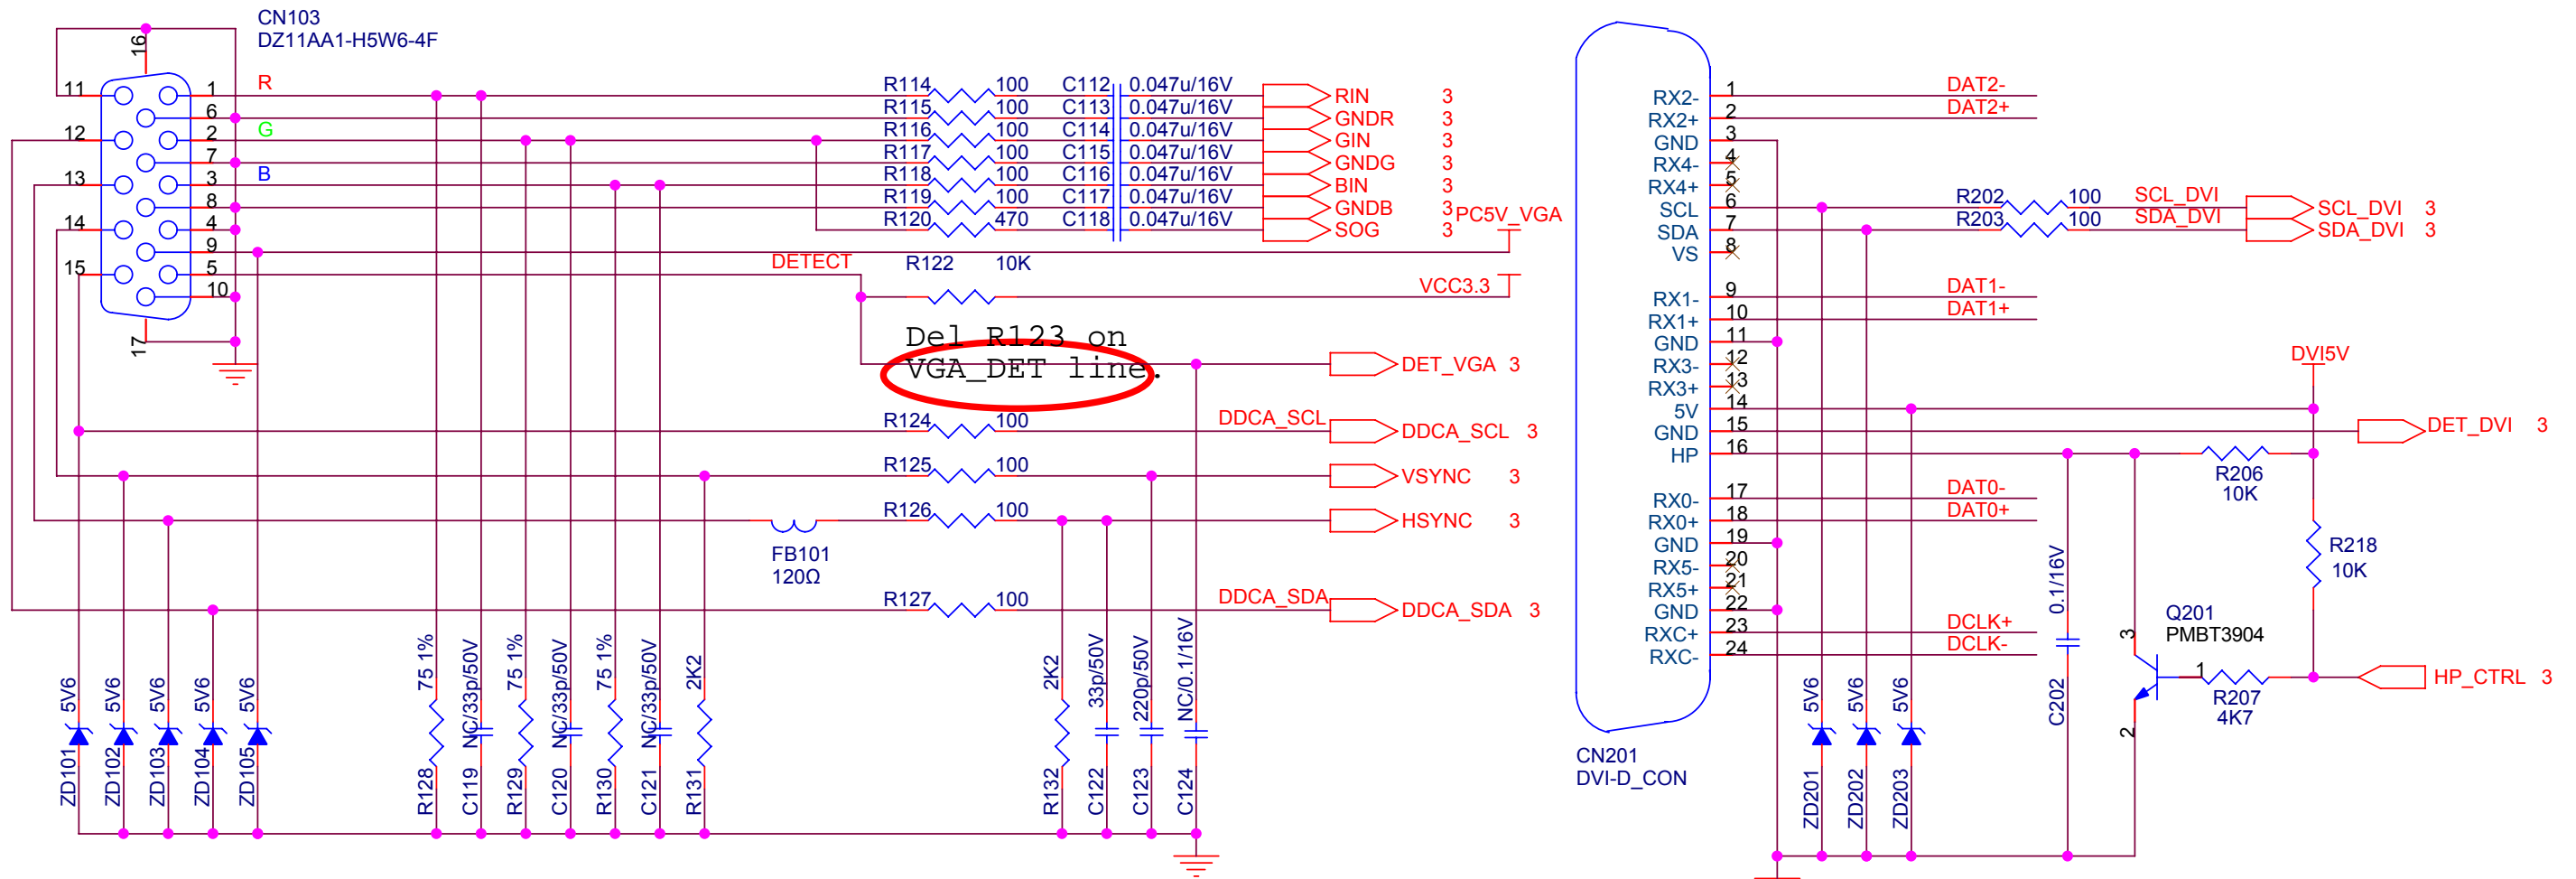 CN103
DZ11AA1-H5W6-4F
16
11
1
R
6
12
2
G
7
13
3
B
8
14
4
9
15
5
10
17
R114 100 C112 0.047u/16V RIN 3
R115 100 C113 0.047u/16V GNDR 3
R116 100 C114 0.047u/16V GIN 3
R117 100 C115 0.047u/16V GNDG 3
R118 100 C116 0.047u/16V BIN 3
R119 100 C117 0.047u/16V GNDB 3
R120 470 C118 0.047u/16V SOG 3
PC5V_VGA
DETECT
R122 10K
VCC3.3
Del R123 on
VGA_DET line.
DET_VGA 3
R124 100 DDCA_SCL DDCA_SCL 3
R125 100 VSYNC 3
R126 100 HSYNC 3
FB101
120Ω
R127 100 DDCA_SDA DDCA_SDA 3
ZD101 5V6
ZD102 5V6
ZD103 5V6
ZD104 5V6
ZD105 5V6
R128 75 1%
C119 NC/33p/50V
R129 75 1%
C120 NC/33p/50V
R130 75 1%
C121 NC/33p/50V
R131 2K2
R132 2K2
C122 33p/50V
C123 220p/50V
C124 NC/0.1/16V
RX2- 1 DAT2-
RX2+ 2 DAT2+
GND 3
RX4- 4
RX4+ 5
SCL 6 R202 100 SCL_DVI SCL_DVI 3
SDA 7 R203 100 SDA_DVI SDA_DVI 3
VS 8
RX1- 9 DAT1-
RX1+ 10 DAT1+
GND 11
RX3- 12
RX3+ 13
DVI5V
5V 14
GND 15 DET_DVI 3
HP 16
R206
10K
RX0- 17 DAT0-
RX0+ 18 DAT0+
GND 19
RX5- 20
RX5+ 21
GND 22
RXC+ 23 DCLK+
RXC- 24 DCLK-
R218
10K
C202 0.1/16V
Q201
PMBT3904
3
1
2
R207
4K7
HP_CTRL 3
CN201
DVI-D_CON
ZD201 5V6
ZD202 5V6
ZD203 5V6